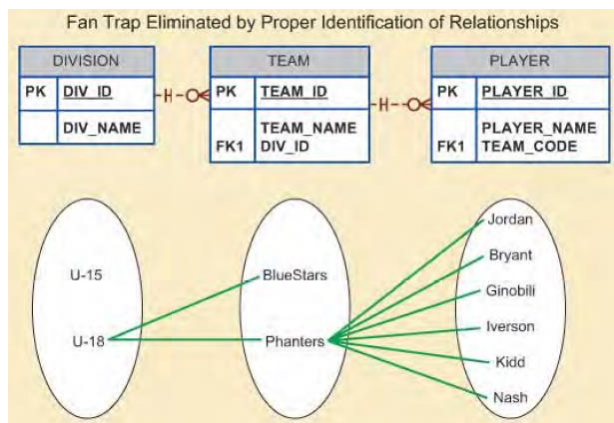 Fan Trap Eliminated by Proper Identification of Relationships
DIVISION
PK DIV_ID
DIV_NAME
TEAM
PK TEAM_ID
TEAM_NAME
FK1 DIV_ID
PLAYER
PK PLAYER_ID
PLAYER_NAME
FK1 TEAM_CODE
U-15
U-18
BlueStars
Phanters
Jordan
Bryant
Ginobili
Iverson
Kidd
Nash